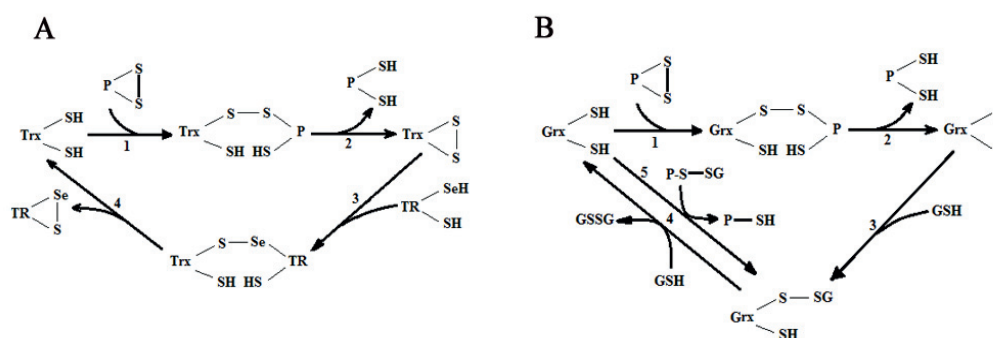 A
S
P
S
SH
P
SH
SH
Trx
SH
1
S S
Trx P
SH HS
2
S
Trx
S
Se
TR
S
4
3
SeH
TR
SH
S Se
Trx TR
SH HS
B
S
P
S
SH
P
SH
SH
Grx
SH
1
S S
Grx P
SH HS
2
Grx
5
P-S SG
GSSG
4
P SH
GSH
3
GSH
S SG
Grx
SH